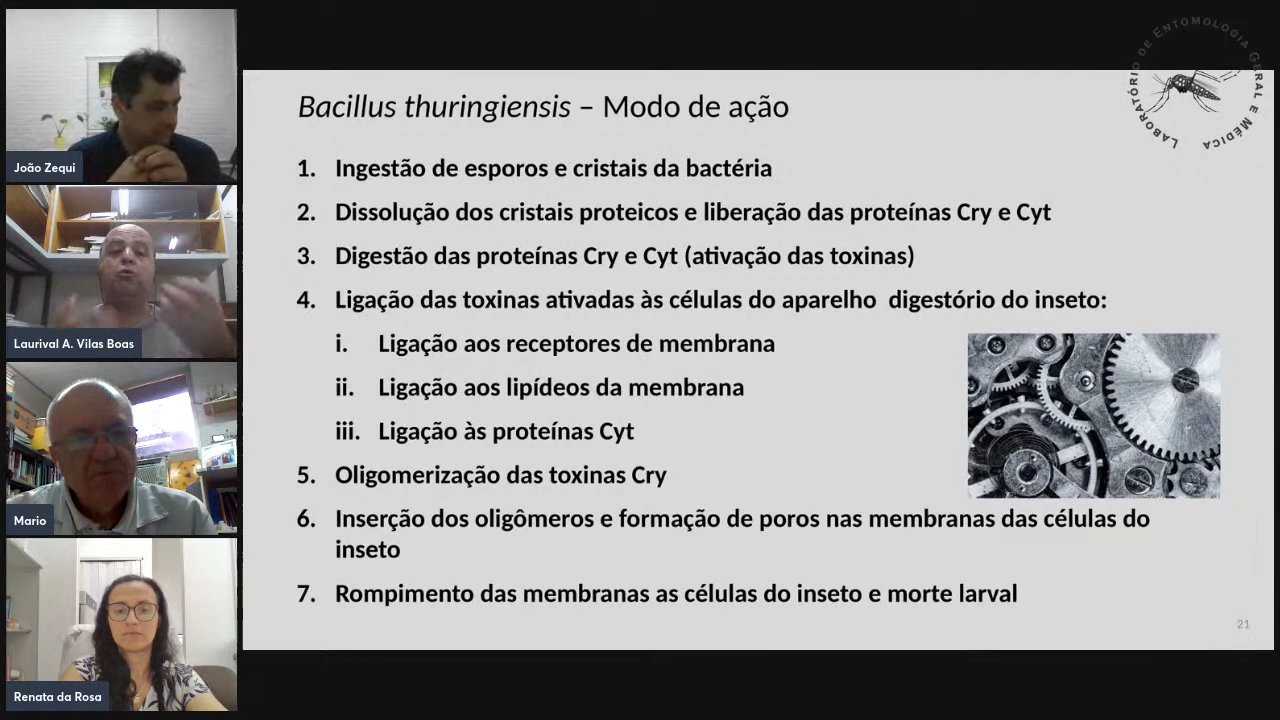 João Zequi
Laurival A. Vilas Boas
Mario
Renata da Rosa
LABORATÓRIO DE ENTOMOLOGIA GERAL E MÉDICA
Bacillus thuringiensis – Modo de ação
1. Ingestão de esporos e cristais da bactéria
2. Dissolução dos cristais proteicos e liberação das proteínas Cry e Cyt
3. Digestão das proteínas Cry e Cyt (ativação das toxinas)
4. Ligação das toxinas ativadas às células do aparelho digestório do inseto:
i. Ligação aos receptores de membrana
ii. Ligação aos lipídeos da membrana
iii. Ligação às proteínas Cyt
5. Oligomerização das toxinas Cry
6. Inserção dos oligômeros e formação de poros nas membranas das células do
inseto
7. Rompimento das membranas as células do inseto e morte larval
21